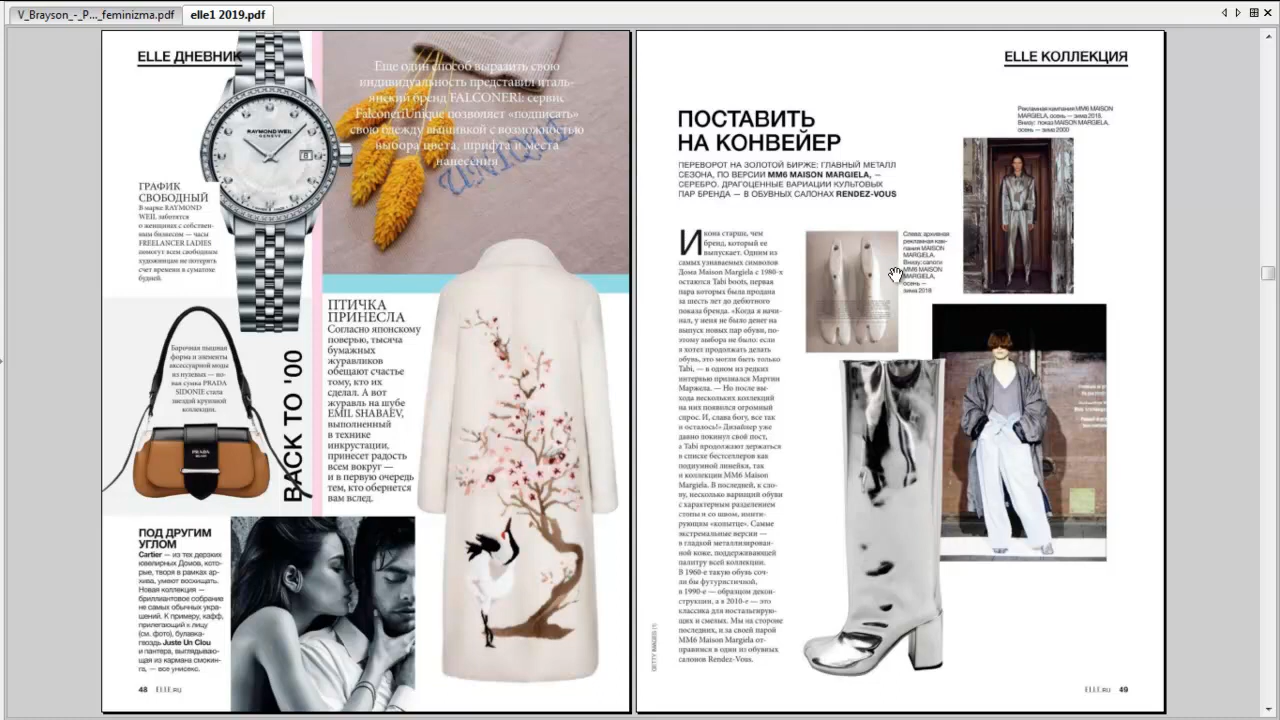 V_Brayson_-_P..._feminizma.pdf
elle1 2019.pdf
ELLE ДНЕВНИК
RAYMOND WEIL
GENEVE
8
ГРАФИК
СВОБОДНЫЙ
В марке RAYMOND
WEIL заботятся
о женщинах с собствен-
ным бизнесом — часы
FREELANCER LADIES
помогут всем свободным
художницам не потерять
счет времени в суматохе
будней.
Еще один способ выразить свою
индивидуальность представил италь-
янский бренд FALCONERI: сервис
FalconeriUnique позволяет «подписать»
свою одежду вышивкой с возможностью
выбора цвета, шрифта и места
нанесения
UNIQUE
Барочная пышная
форма и элементы
аксессуарной моды
из нулевых — но-
вая сумка PRADA
SIDONIE стала
звездой круизной
коллекции.
PRADA
BACK TO '00
ПТИЧКА
ПРИНЕСЛА
Согласно японскому
поверью, тысяча
бумажных
журавликов
обещают счастье
тому, кто их
сделал. А вот
журавль на шубе
EMIL SHABAEV,
выполненный
в технике
инкрустации,
принесет радость
всем вокруг —
и в первую очередь
тем, кто обернется
вам вслед.
ПОД ДРУГИМ
УГЛОМ
Cartier — из тех дерзких
ювелирных Домов, кото-
рые, творя в рамках ар-
хива, умеют восхищать.
Новая коллекция —
бриллиантовое собрание
не самых обычных укра-
шений. К примеру, кафф,
прилегающий к лицу
(см. фото), булавка-
гвоздь Juste Un Clou
и пантера, выглядываю-
щая из кармана смокин-
га, — все унисекс.
48 ELLE.RU
ELLE КОЛЛЕКЦИЯ
ПОСТАВИТЬ
НА КОНВЕЙЕР
ПЕРЕВОРОТ НА ЗОЛОТОЙ БИРЖЕ: ГЛАВНЫЙ МЕТАЛЛ
СЕЗОНА, ПО ВЕРСИИ MM6 MAISON MARGIELA, —
СЕРЕБРО. ДРАГОЦЕННЫЕ ВАРИАЦИИ КУЛЬТОВЫХ
ПАР БРЕНДА — В ОБУВНЫХ САЛОНАХ RENDEZ-VOUS
Рекламная кампания MM6 MAISON
MARGIELA, осень — зима 2018.
Внизу: показ MAISON MARGIELA,
осень — зима 2000
Икона старше, чем
бренд, который ее
выпускает. Одним из
самых узнаваемых символов
Дома Maison Margiela с 1980-х
остаются Tabi boots, первая
пара которых была продана
за шесть лет до дебютного
показа бренда. «Когда я начи-
нал, у меня не было денег на
выпуск новых пар обуви, по-
этому выбора не было: если
я хотел продолжать делать
обувь, это могли быть только
Tabi, — в одном из редких
интервью признался Мартин
Маржела. — Но после вы-
хода нескольких коллекций
на них появился огромный
спрос. И, слава богу, все так
и осталось!» Дизайнер уже
давно покинул свой пост,
а Tabi продолжают держаться
в списке бестселлеров как
подиумной линейки, так
и коллекции MM6 Maison
Margiela. В последней, к сло-
ву, несколько вариаций обуви
с характерным разделением
стопы и со швом, имити-
рующим «копытце». Самые
экстремальные версии —
в гладкой металлизирован-
ной коже, поддерживающей
палитру всей коллекции.
В 1960-е такую обувь соч-
ли бы футуристичной,
в 1990-е — образцом декон-
струкции, а в 2010-е — это
классика для ностальгирую-
щих и смелых. Мы на стороне
последних, и за своей парой
MM6 Maison Margiela от-
правимся в один из обувных
салонов Rendez-Vous.
Слева: архивная
рекламная кам-
пания MAISON
MARGIELA.
Внизу: сапоги
MM6 MAISON
MARGIELA,
осень —
зима 2018
GETTY IMAGES (1)
ELLE.RU 49